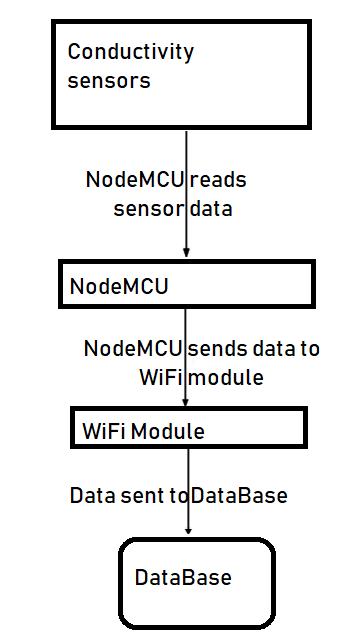 Conductivity
sensors
NodeMCU reads
sensor data
NodeMCU
NodeMCU sends data to
WiFi module
WiFi Module
Data sent to DataBase
DataBase